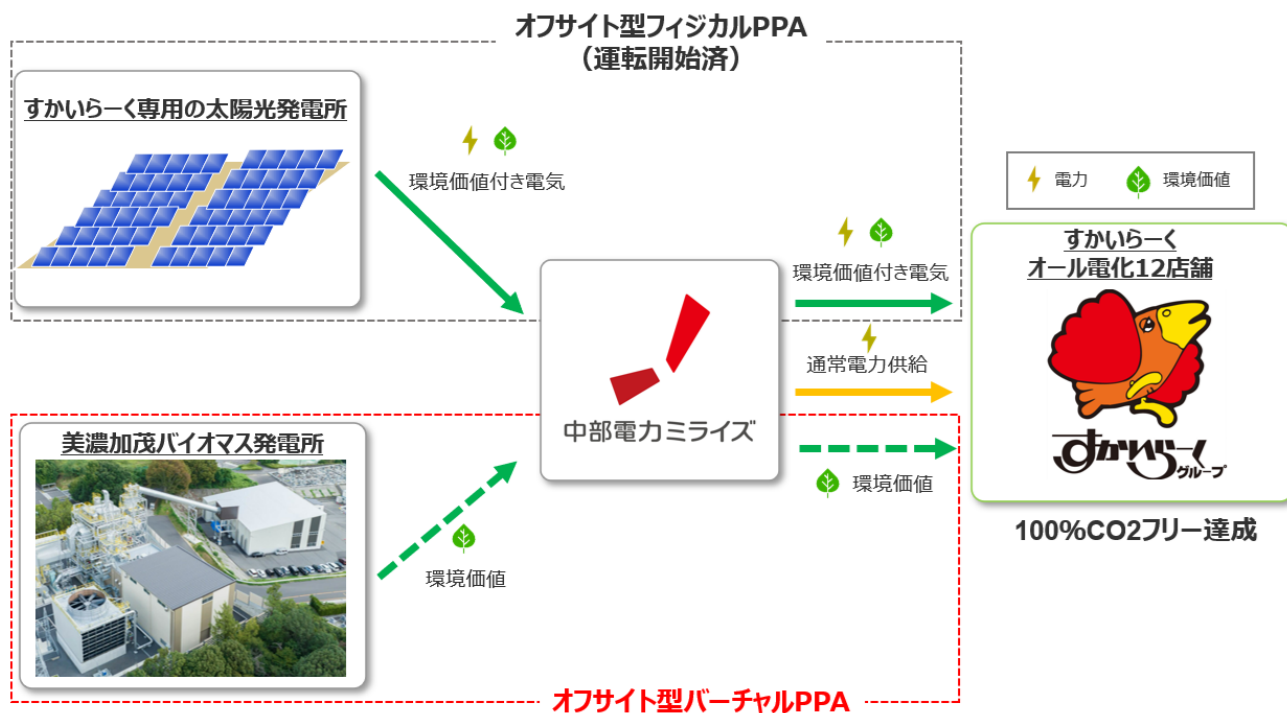 オフサイト型フィジカルPPA
（運転開始済）
すかいらーく専用の太陽光発電所
環境価値付き電気
電力 環境価値
環境価値付き電気
通常電力供給
中部電力ミライズ
すかいらーく
オール電化12店舗
すかいらーく
グループ
100%CO2フリー達成
美濃加茂バイオマス発電所
環境価値
環境価値
オフサイト型バーチャルPPA